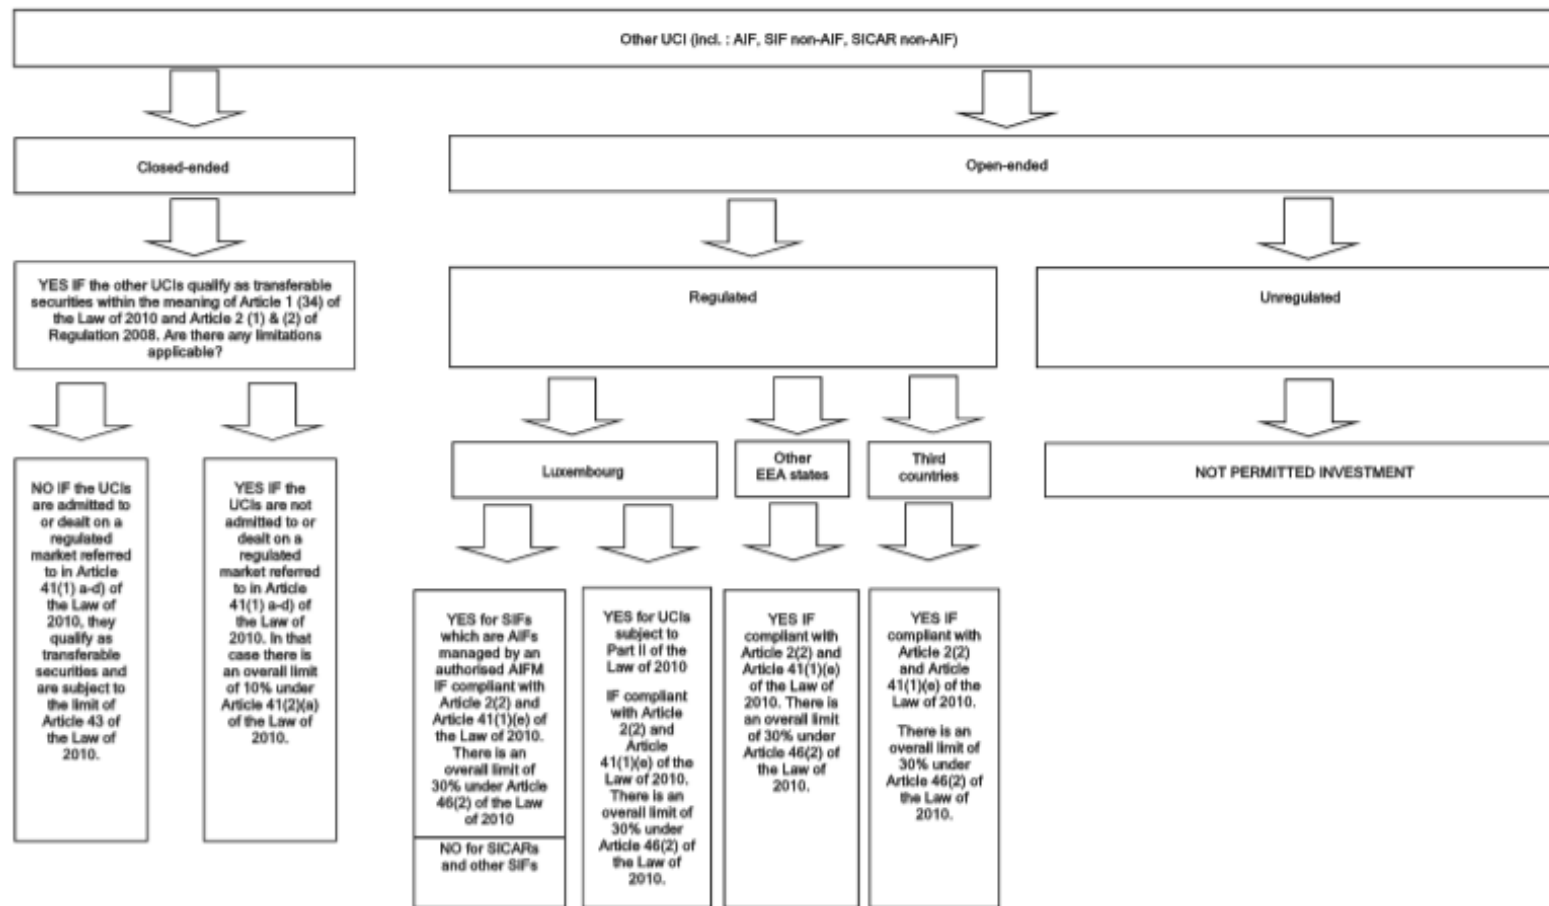 Other UCI (incl. : AIF, SIF non-AIF, SICAR non-AIF)
Closed-ended
Open-ended
YES IF the other UCIs qualify as transferable
securities within the meaning of Article 1 (34) of
the Law of 2010 and Article 2 (1) & (2) of
Regulation 2008. Are there any limitations
applicable?
Regulated
Unregulated
Luxembourg
Other
EEA states
Third
countries
NOT PERMITTED INVESTMENT
NO IF the UCIs
are admitted to
or dealt on a
regulated
market referred
to in Article
41(1) a-d) of
the Law of
2010, they
qualify as
transferable
securities and
are subject to
the limit of
Article 43 of
the Law of
2010.
YES IF the
UCIs are not
admitted to or
dealt on a
regulated
market referred
to in Article
41(1) a-d) of
the Law of
2010. In that
case there is
an overall limit
of 10% under
Article 41(2)(a)
of the Law of
2010.
YES for SIFs
which are AIFs
managed by an
authorised AIFM
IF compliant with
Article 2(2) and
Article 41(1)(e) of
the Law of 2010.
There is an
overall limit of
30% under Article
46(2) of the Law
of 2010
NO for SICARs
and other SIFs
YES for UCIs
subject to
Part II of the
Law of 2010
IF compliant
with Article
2(2) and
Article
41(1)(e) of the
Law of 2010.
There is an
overall limit of
30% under
Article 46(2) of
the Law of
2010.
YES IF
compliant with
Article 2(2) and
Article 41(1)(e)
of the Law of
2010. There is
an overall limit
of 30% under
Article 46(2) of
the Law of
2010.
YES IF
compliant with
Article 2(2)
and Article
41(1)(e) of the
Law of 2010.
There is an
overall limit of
30% under
Article 46(2) of
the Law of
2010.